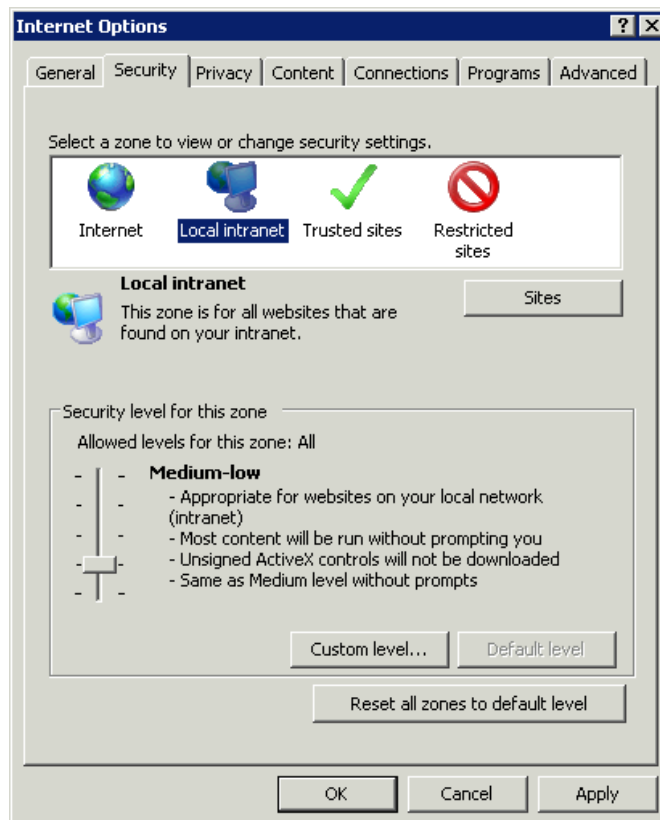 Internet Options
General Security Privacy Content Connections Programs Advanced
Select a zone to view or change security settings.
Internet Local intranet Trusted sites Restricted
sites
Local intranet
Sites
This zone is for all websites that are
found on your intranet.
Security level for this zone
Allowed levels for this zone: All
Medium-low
- Appropriate for websites on your local network
(intranet)
- Most content will be run without prompting you
- Unsigned ActiveX controls will not be downloaded
- Same as Medium level without prompts
Custom level... Default level
Reset all zones to default level
OK Cancel Apply